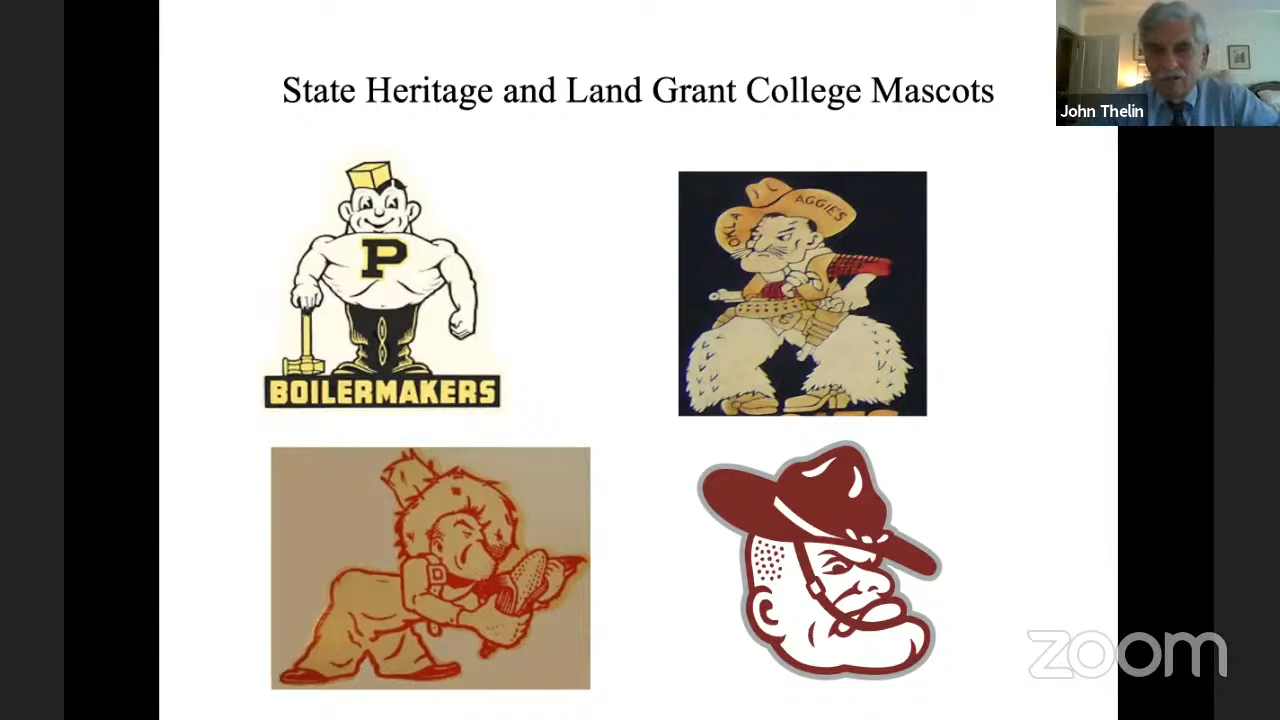 State Heritage and Land Grant College Mascots
John Thelin
P
BOILERMAKERS
OKLA AGGIES
zoom